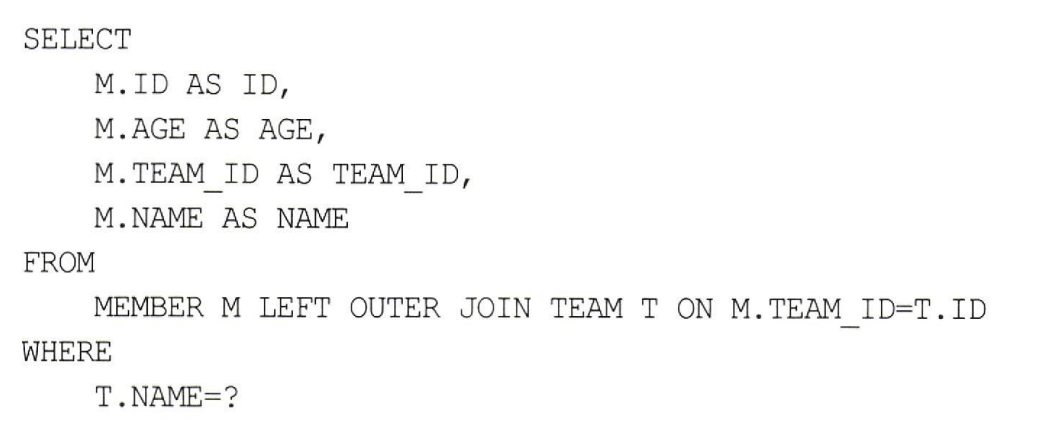 SELECT
M.ID AS ID,
M.AGE AS AGE,
M.TEAM_ID AS TEAM_ID,
M.NAME AS NAME
FROM
MEMBER M LEFT OUTER JOIN TEAM T ON M.TEAM_ID=T.ID
WHERE
T.NAME=?